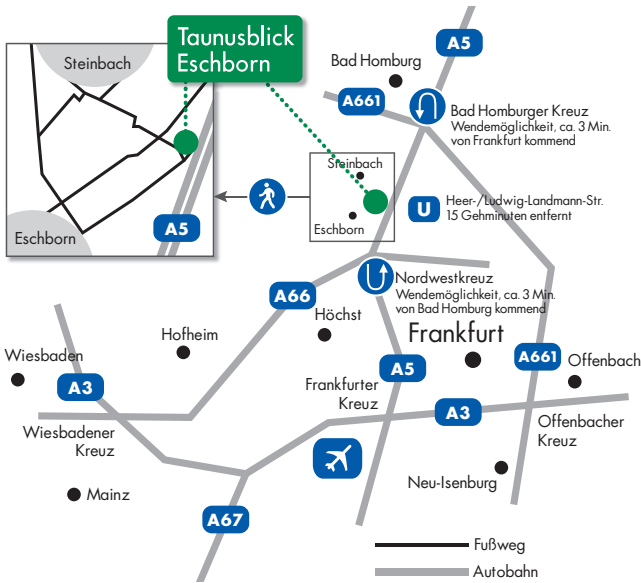 Taunusblick
Eschborn
Steinbach
Eschborn
A5
A5
Bad Homburg
A661
Bad Homburger Kreuz
Wendemöglichkeit, ca. 3 Min.
von Frankfurt kommend
Steinbach
Eschborn
U
Heer-/Ludwig-Landmann-Str.
15 Gehminuten entfernt
Nordwestkreuz
Wendemöglichkeit, ca. 3 Min.
von Bad Homburg kommend
A66
Höchst
Hofheim
Frankfurt
Wiesbaden
A3
A5
A661
Offenbach
Frankfurter
Kreuz
A3
Offenbacher
Kreuz
Wiesbadener
Kreuz
Mainz
Neu-Isenburg
A67
Fußweg
Autobahn